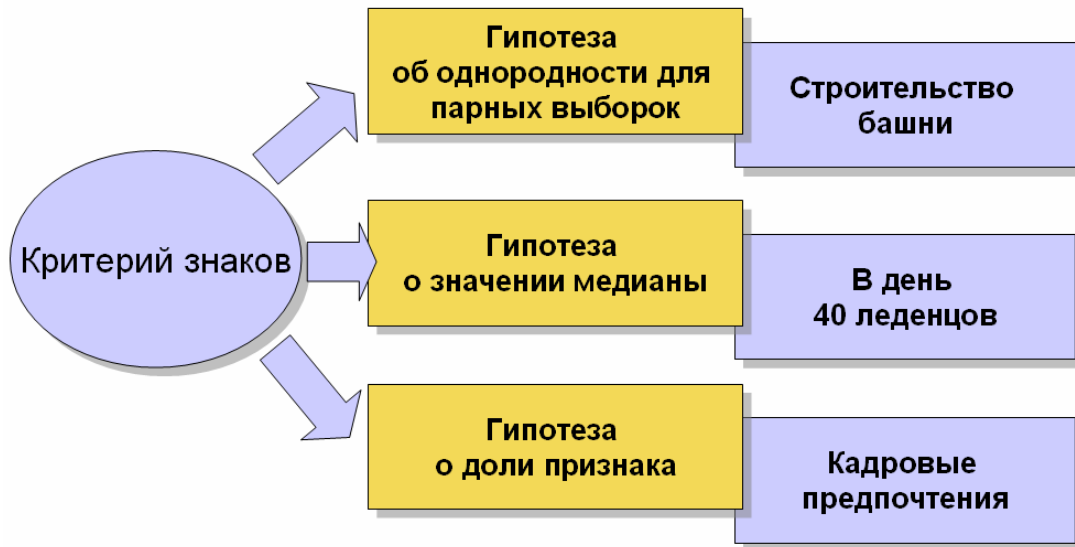 Гипотеза
об однородности для
парных выборок
Строительство
башни
Критерий знаков
Гипотеза
о значении медианы
В день
40 леденцов
Гипотеза
о доли признака
Кадровые
предпочтения